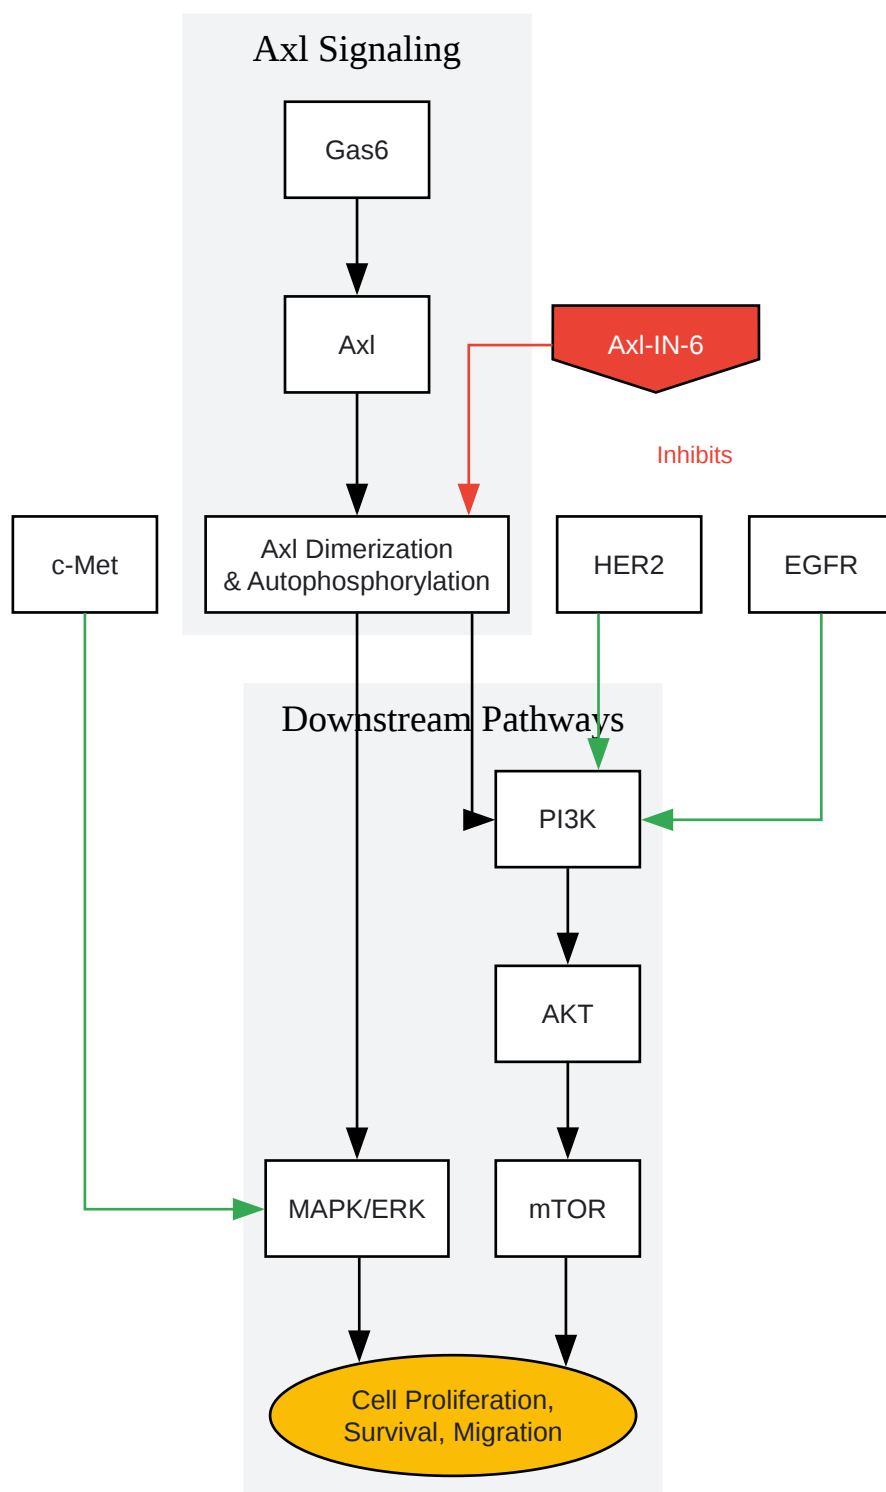 Axl Signaling
Gas6
Axl
Axl-IN-6
Inhibits
c-Met
Axl Dimerization
& Autophosphorylation
HER2
EGFR
Downstream Pathways
PI3K
AKT
MAPK/ERK
mTOR
Cell Proliferation,
Survival, Migration